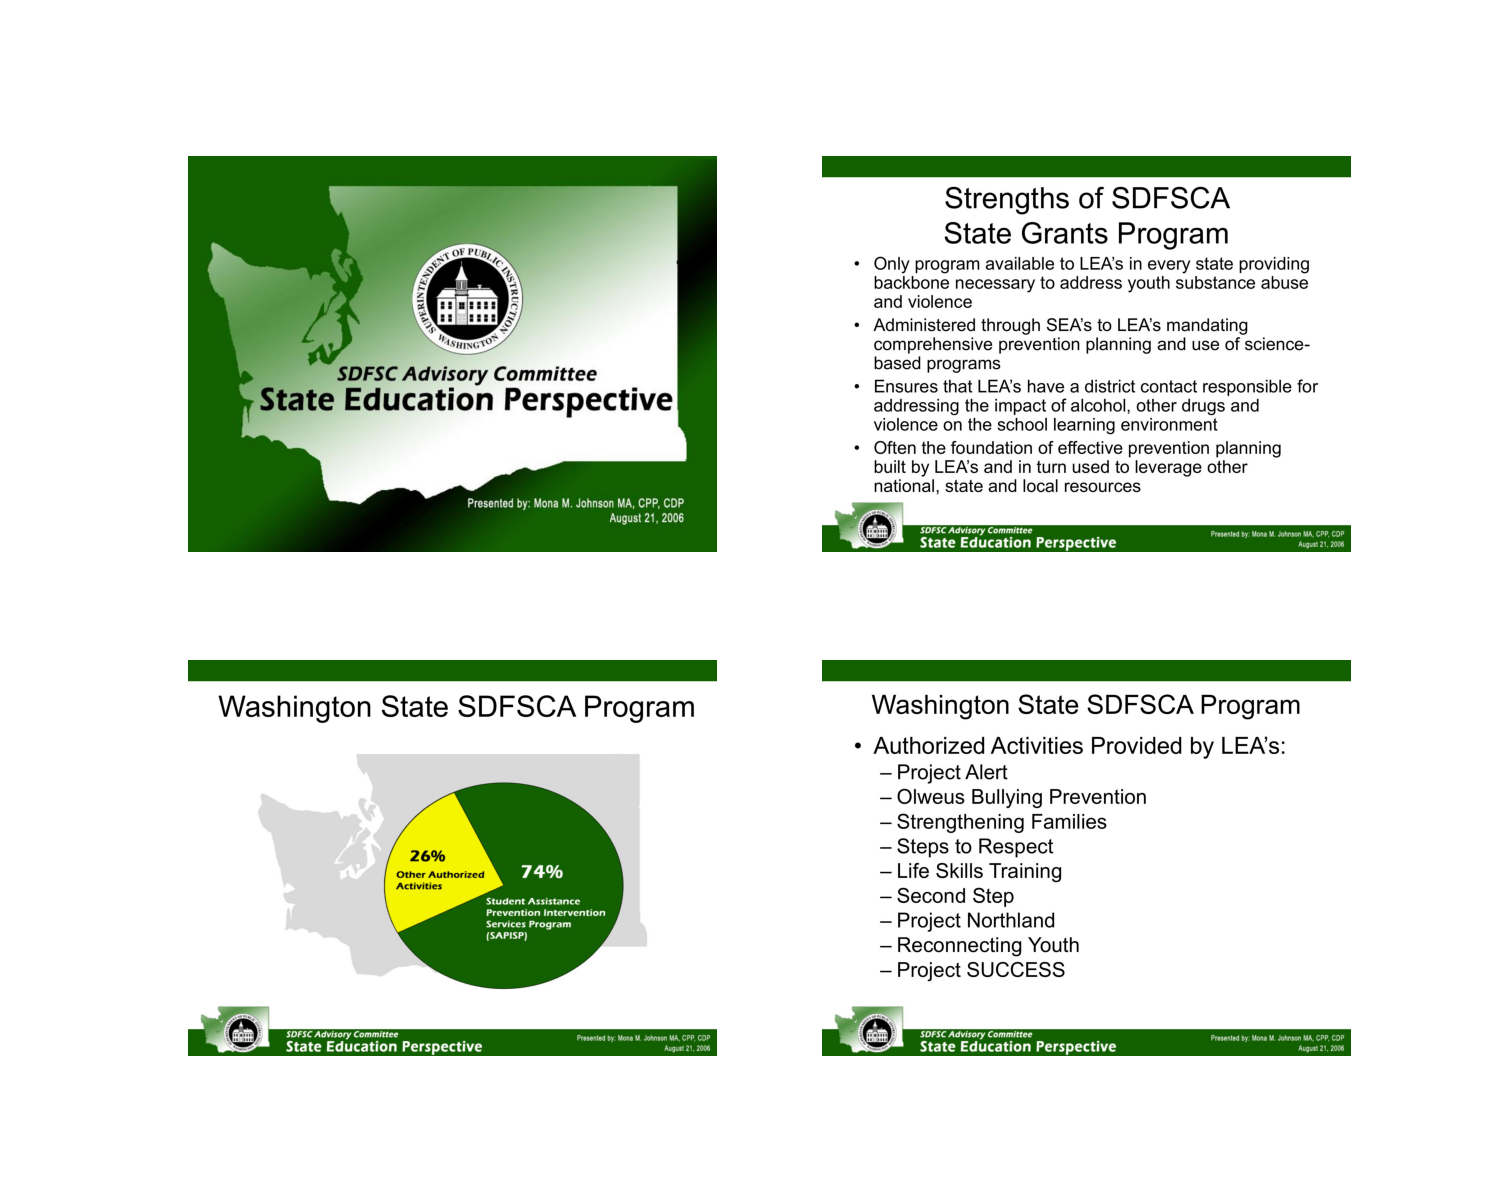 SUPERINTENDENT OF PUBLIC INSTRUCTION
WASHINGTON
SDFSC Advisory Committee
State Education Perspective
Presented by: Mona M. Johnson MA, CPP, CDP
August 21, 2006
Strengths of SDFSCA
State Grants Program
• Only program available to LEA's in every state providing
backbone necessary to address youth substance abuse
and violence
• Administered through SEA's to LEA's mandating
comprehensive prevention planning and use of science-
based programs
• Ensures that LEA's have a district contact responsible for
addressing the impact of alcohol, other drugs and
violence on the school learning environment
• Often the foundation of effective prevention planning
built by LEA's and in turn used to leverage other
national, state and local resources
SDFSC Advisory Committee
State Education Perspective
Presented by: Mona M. Johnson MA, CPP, CDP
August 21, 2006
Washington State SDFSCA Program
26%
Other Authorized
Activities
74%
Student Assistance
Prevention Intervention
Services Program
(SAPISP)
SDFSC Advisory Committee
State Education Perspective
Presented by: Mona M. Johnson MA, CPP, CDP
August 21, 2006
Washington State SDFSCA Program
• Authorized Activities Provided by LEA's:
– Project Alert
– Olweus Bullying Prevention
– Strengthening Families
– Steps to Respect
– Life Skills Training
– Second Step
– Project Northland
– Reconnecting Youth
– Project SUCCESS
SDFSC Advisory Committee
State Education Perspective
Presented by: Mona M. Johnson MA, CPP, CDP
August 21, 2006